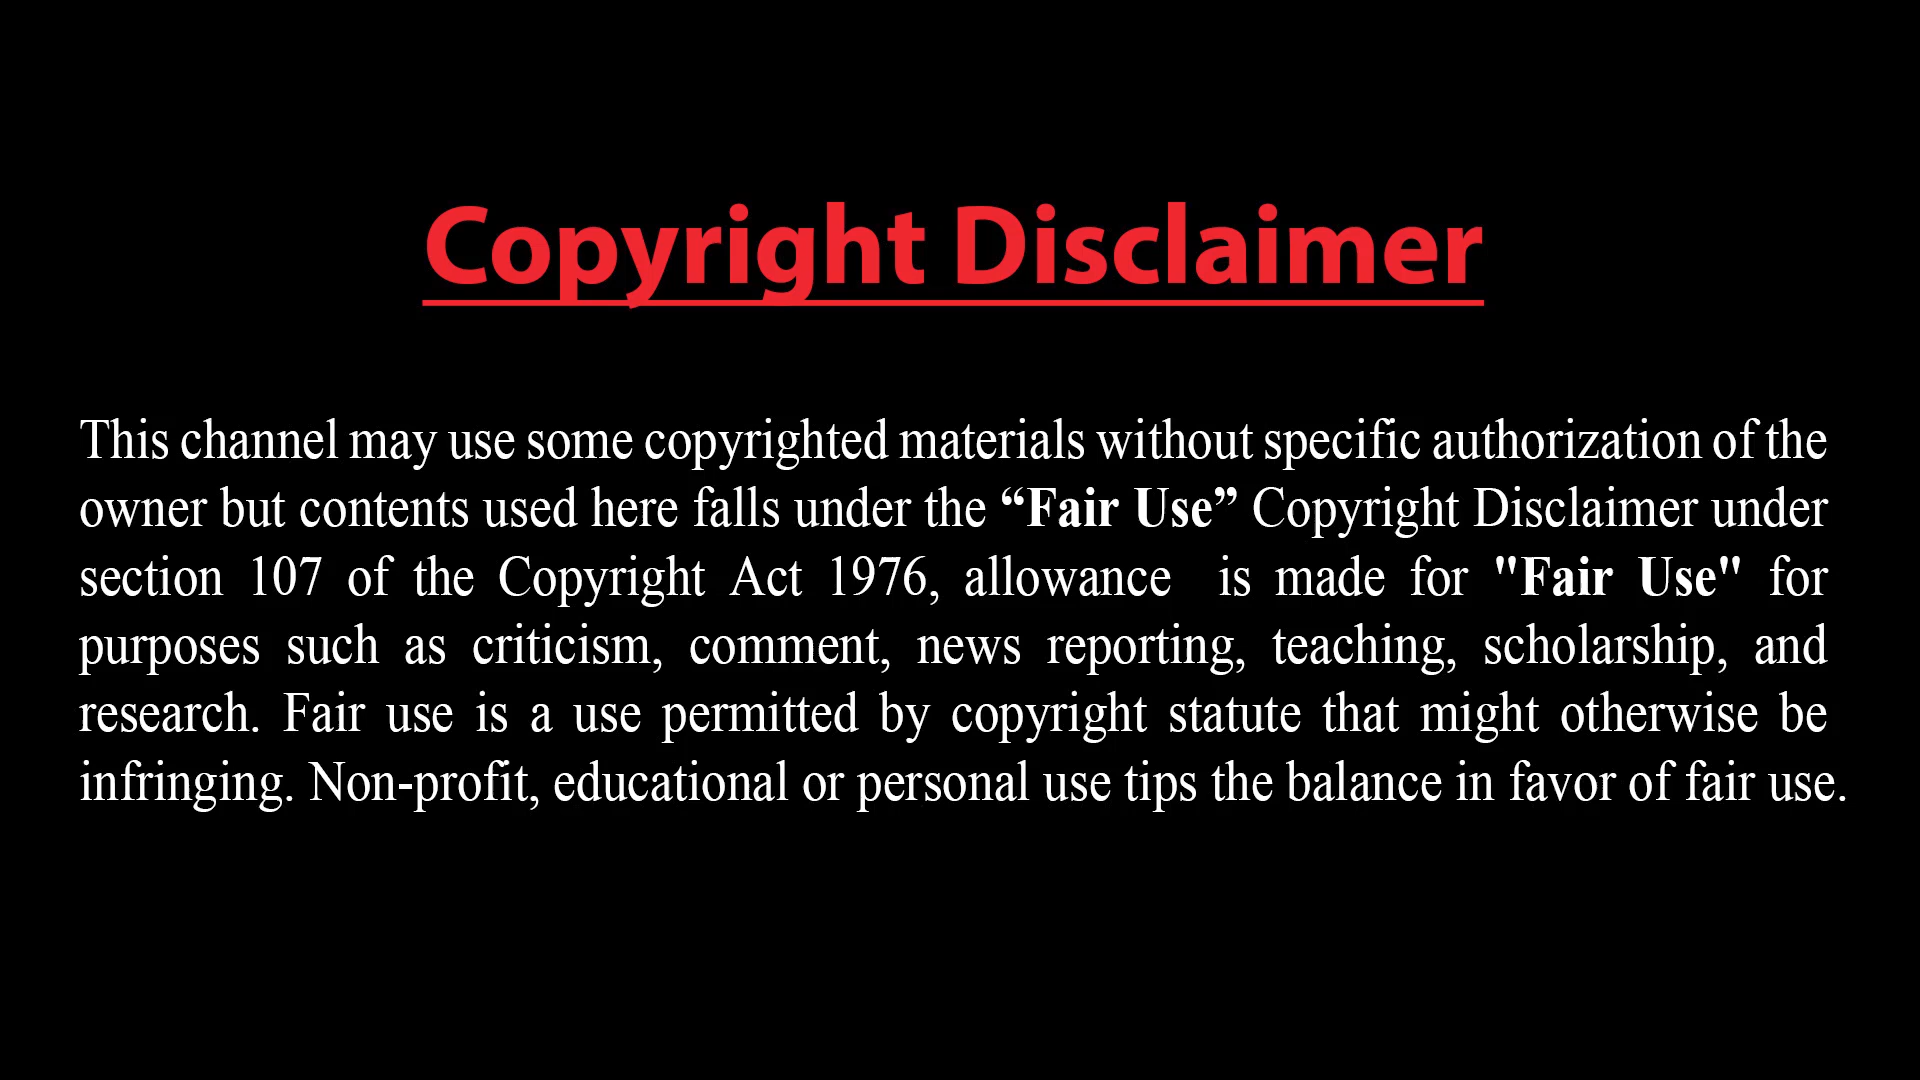 Copyright Disclaimer
This channel may use some copyrighted materials without specific authorization of the
owner but contents used here falls under the “Fair Use” Copyright Disclaimer under
section 107 of the Copyright Act 1976, allowance  is made for "Fair Use" for
purposes such as criticism, comment, news reporting, teaching, scholarship, and
research. Fair use is a use permitted by copyright statute that might otherwise be
infringing. Non-profit, educational or personal use tips the balance in favor of fair use.